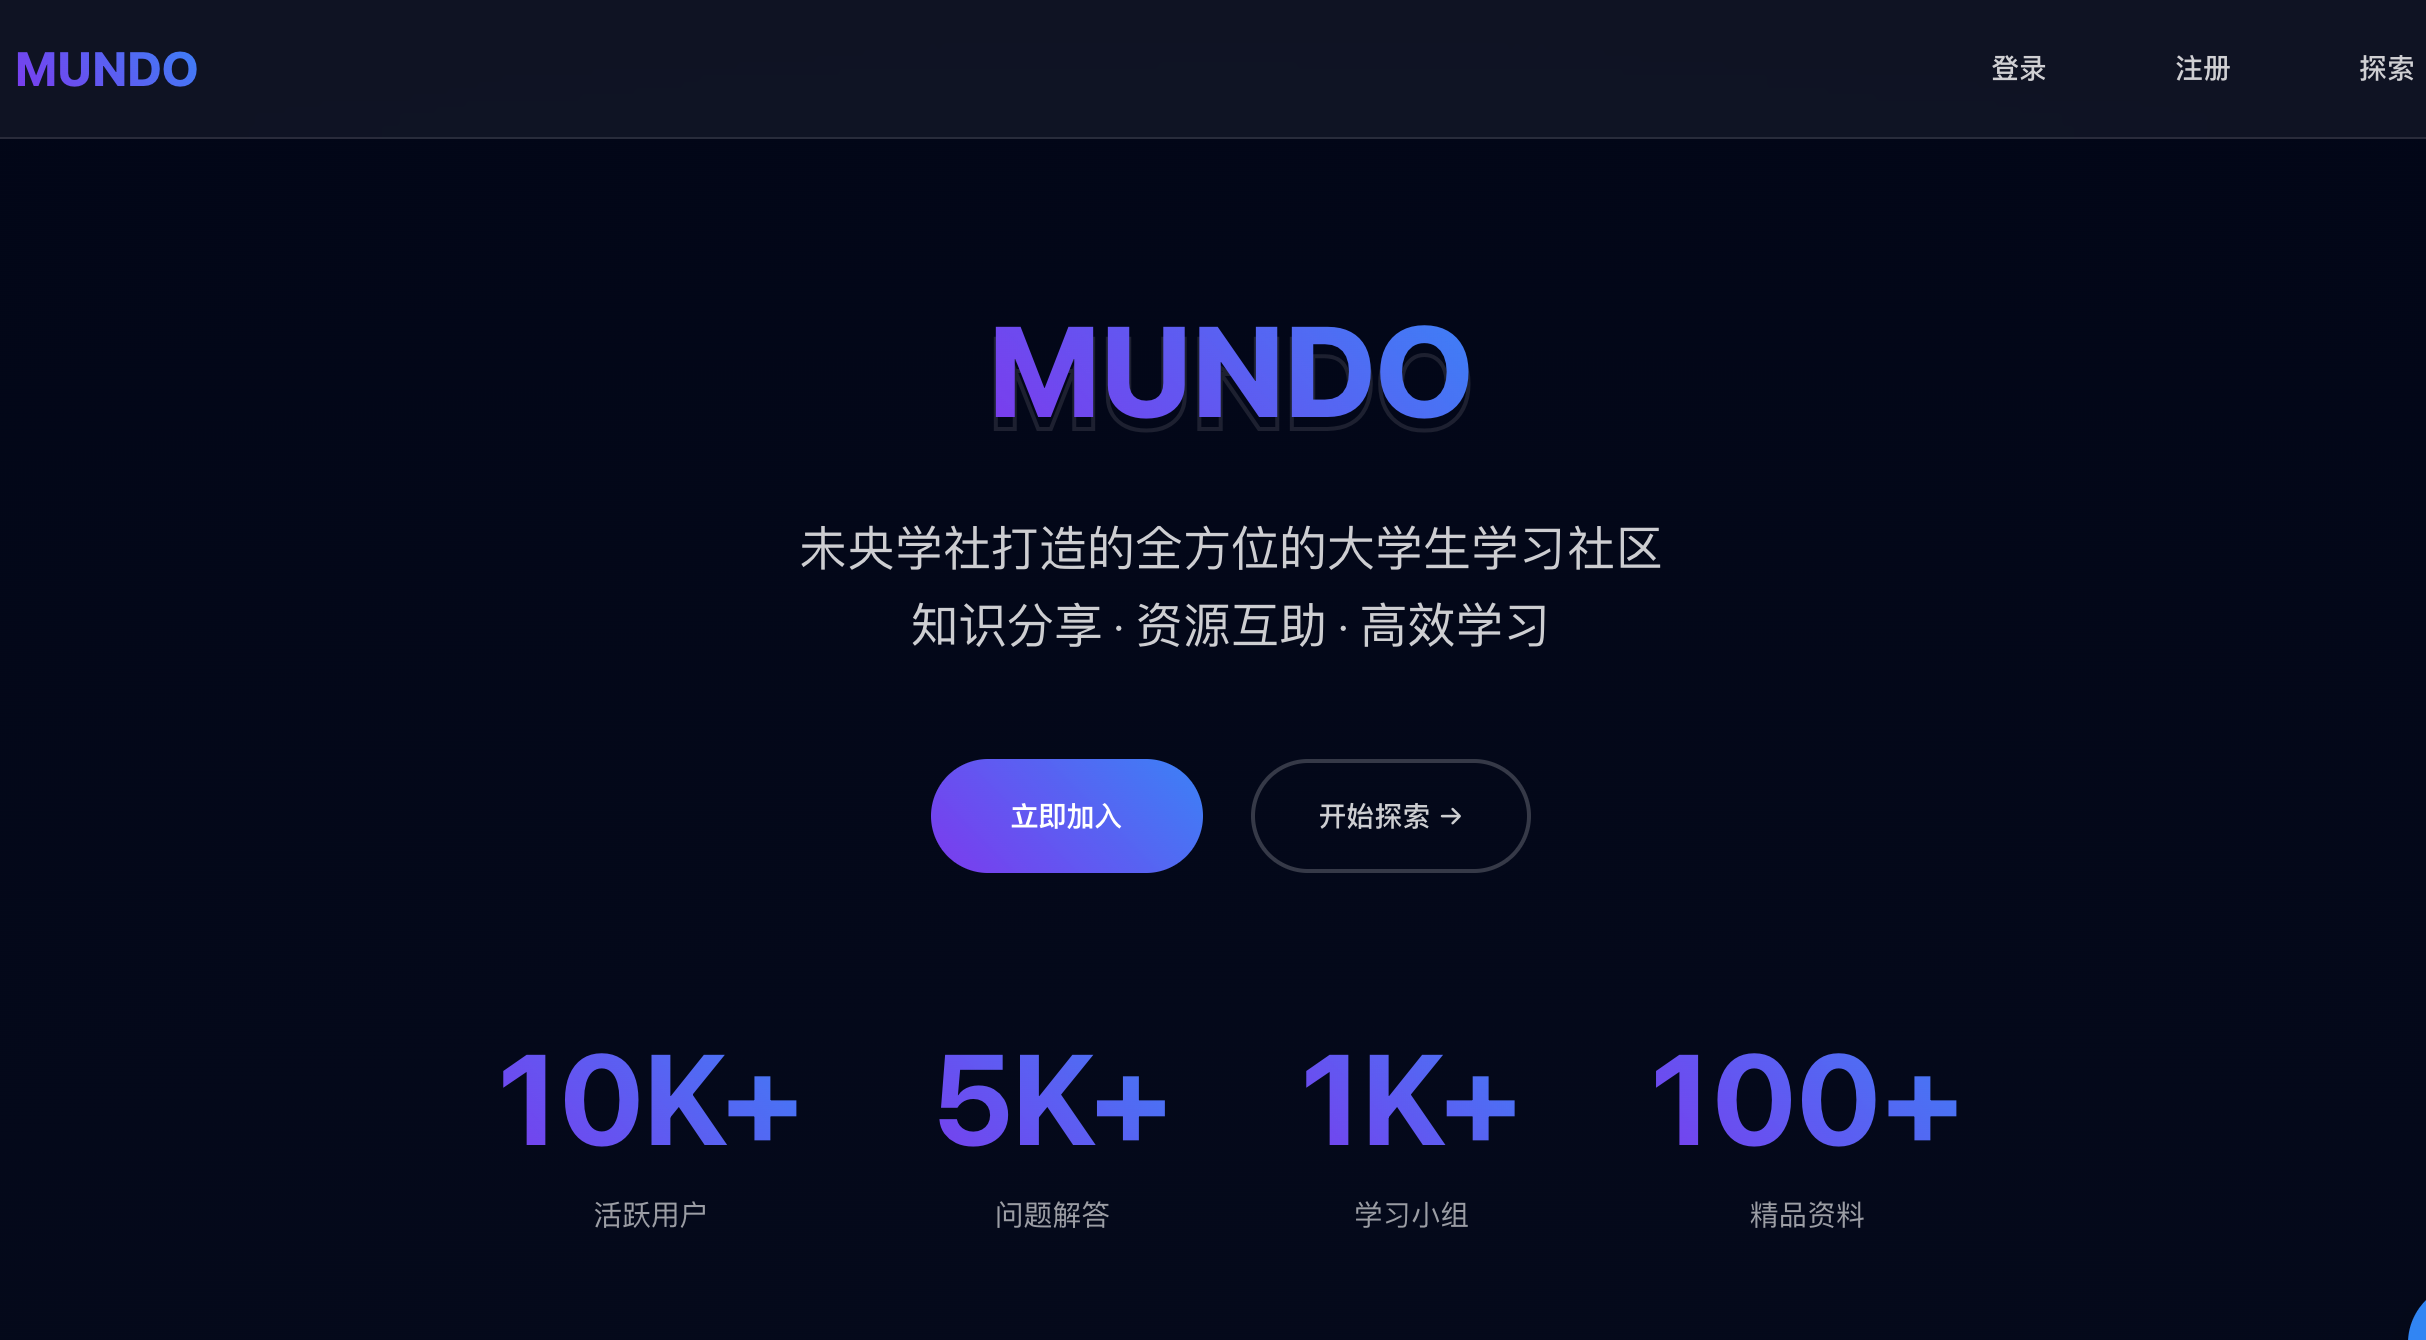 MUNDO
登录
注册
探索
MUNDO
未央学社打造的全方位的大学生学习社区
知识分享 · 资源互助 · 高效学习
立即加入
开始探索 →
10K+
5K+
1K+
100+
活跃用户
问题解答
学习小组
精品资料